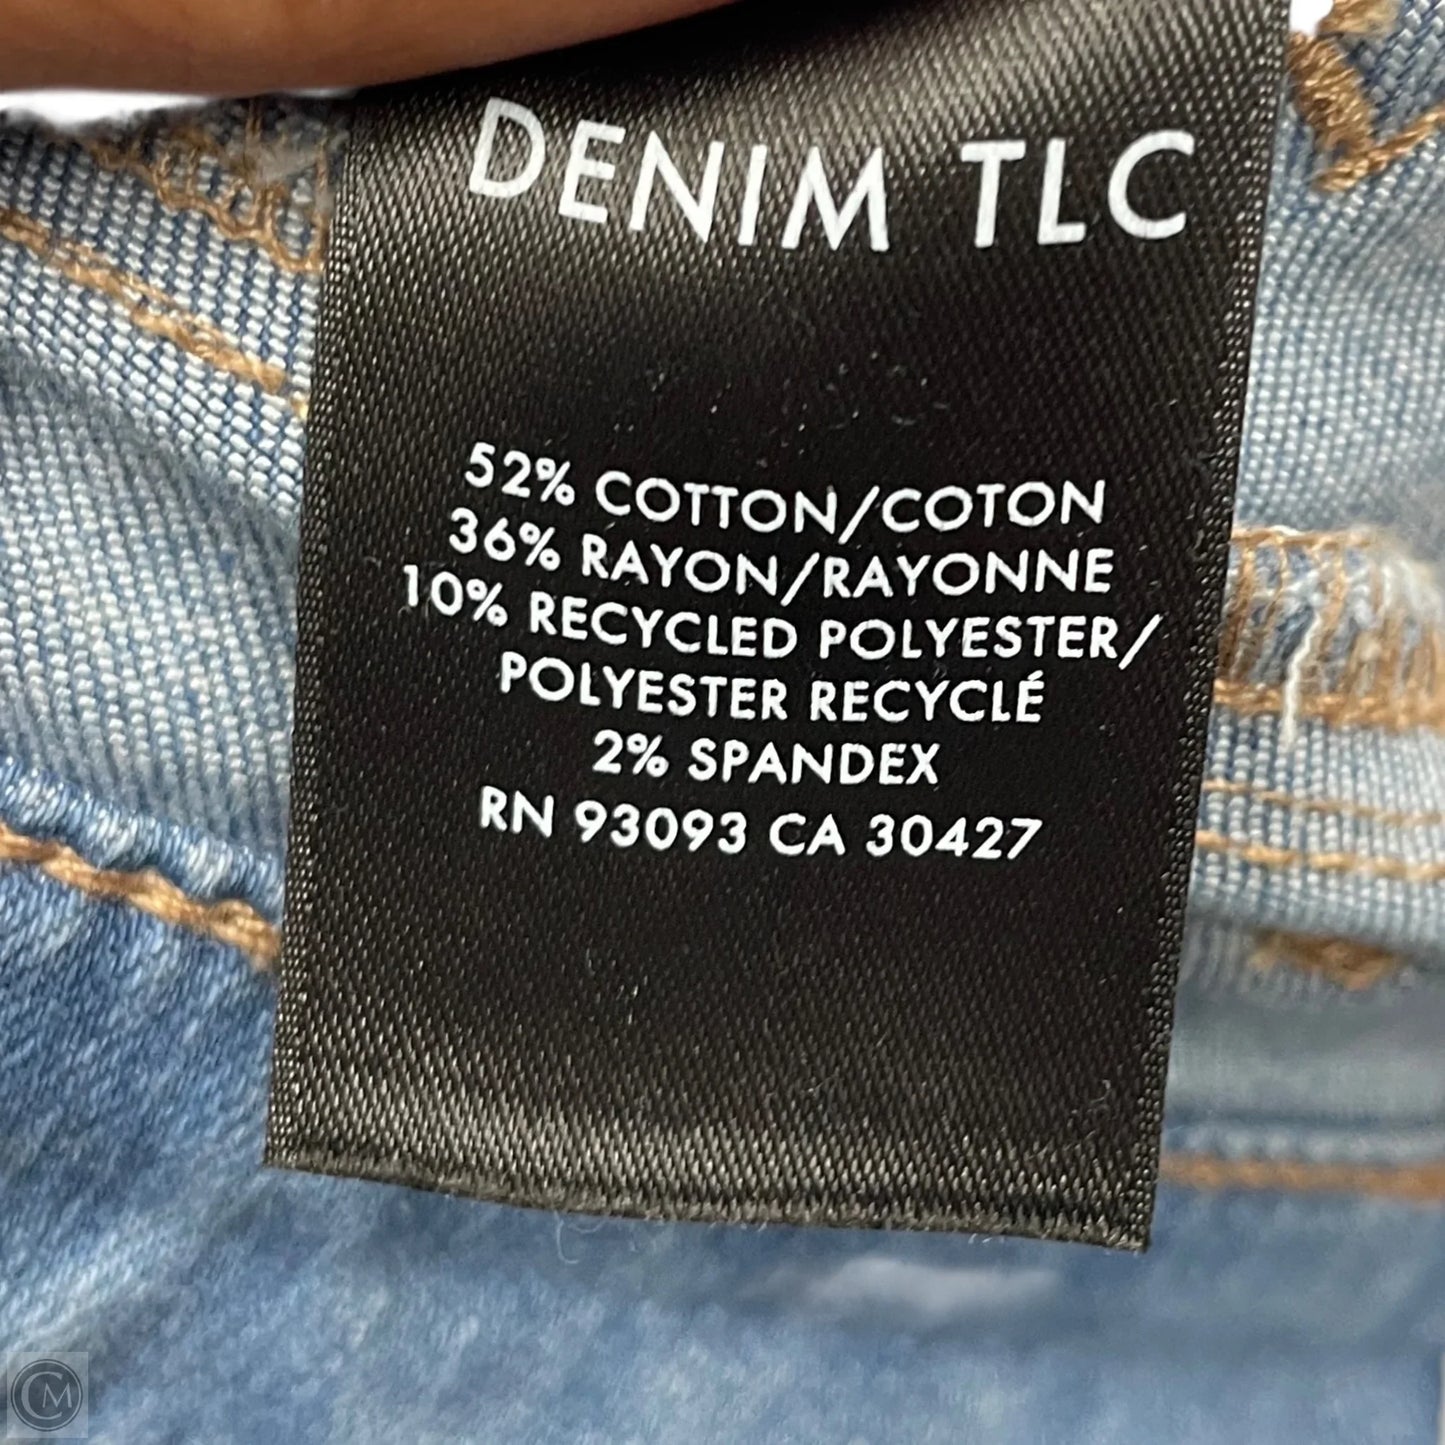 DENIM TLC
52% COTTON/COTON
36% RAYON/RAYONNE
10% RECYCLED POLYESTER/
POLYESTER RECYCLÉ
2% SPANDEX
RN 93093 CA 30427
CM